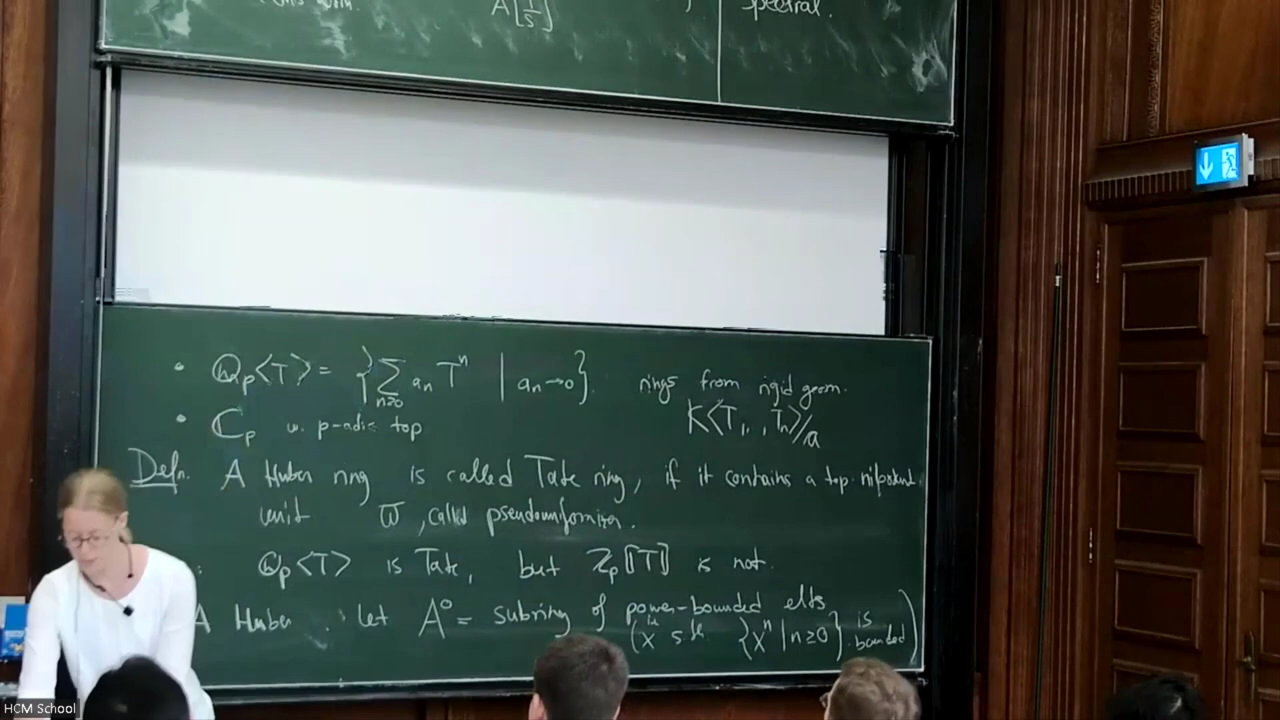 A[1/s]
spectral.
• ℚp<T> = {∑n≥0 an T^n | an→0}. rings from rigid geom.
• ℂp w. p-adic top K<T1,..,Tn>/a
Defn. A Huber ring is called Tate ring, if it contains a top. nilpotent
unit ϖ, called pseudouniformizer.
ℚp<T> is Tate, but ℤp[[T]] is not.
A Huber. let A° = subring of power-bounded elts
(x s.th. {x^n | n≥0} is bounded)
HCM School